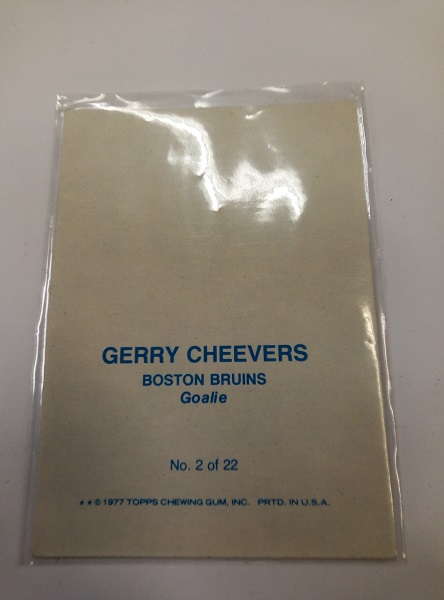 GERRY CHEEVERS
BOSTON BRUINS
Goalie
No. 2 of 22
★★© 1977 TOPPS CHEWING GUM, INC. PRTD. IN U.S.A.